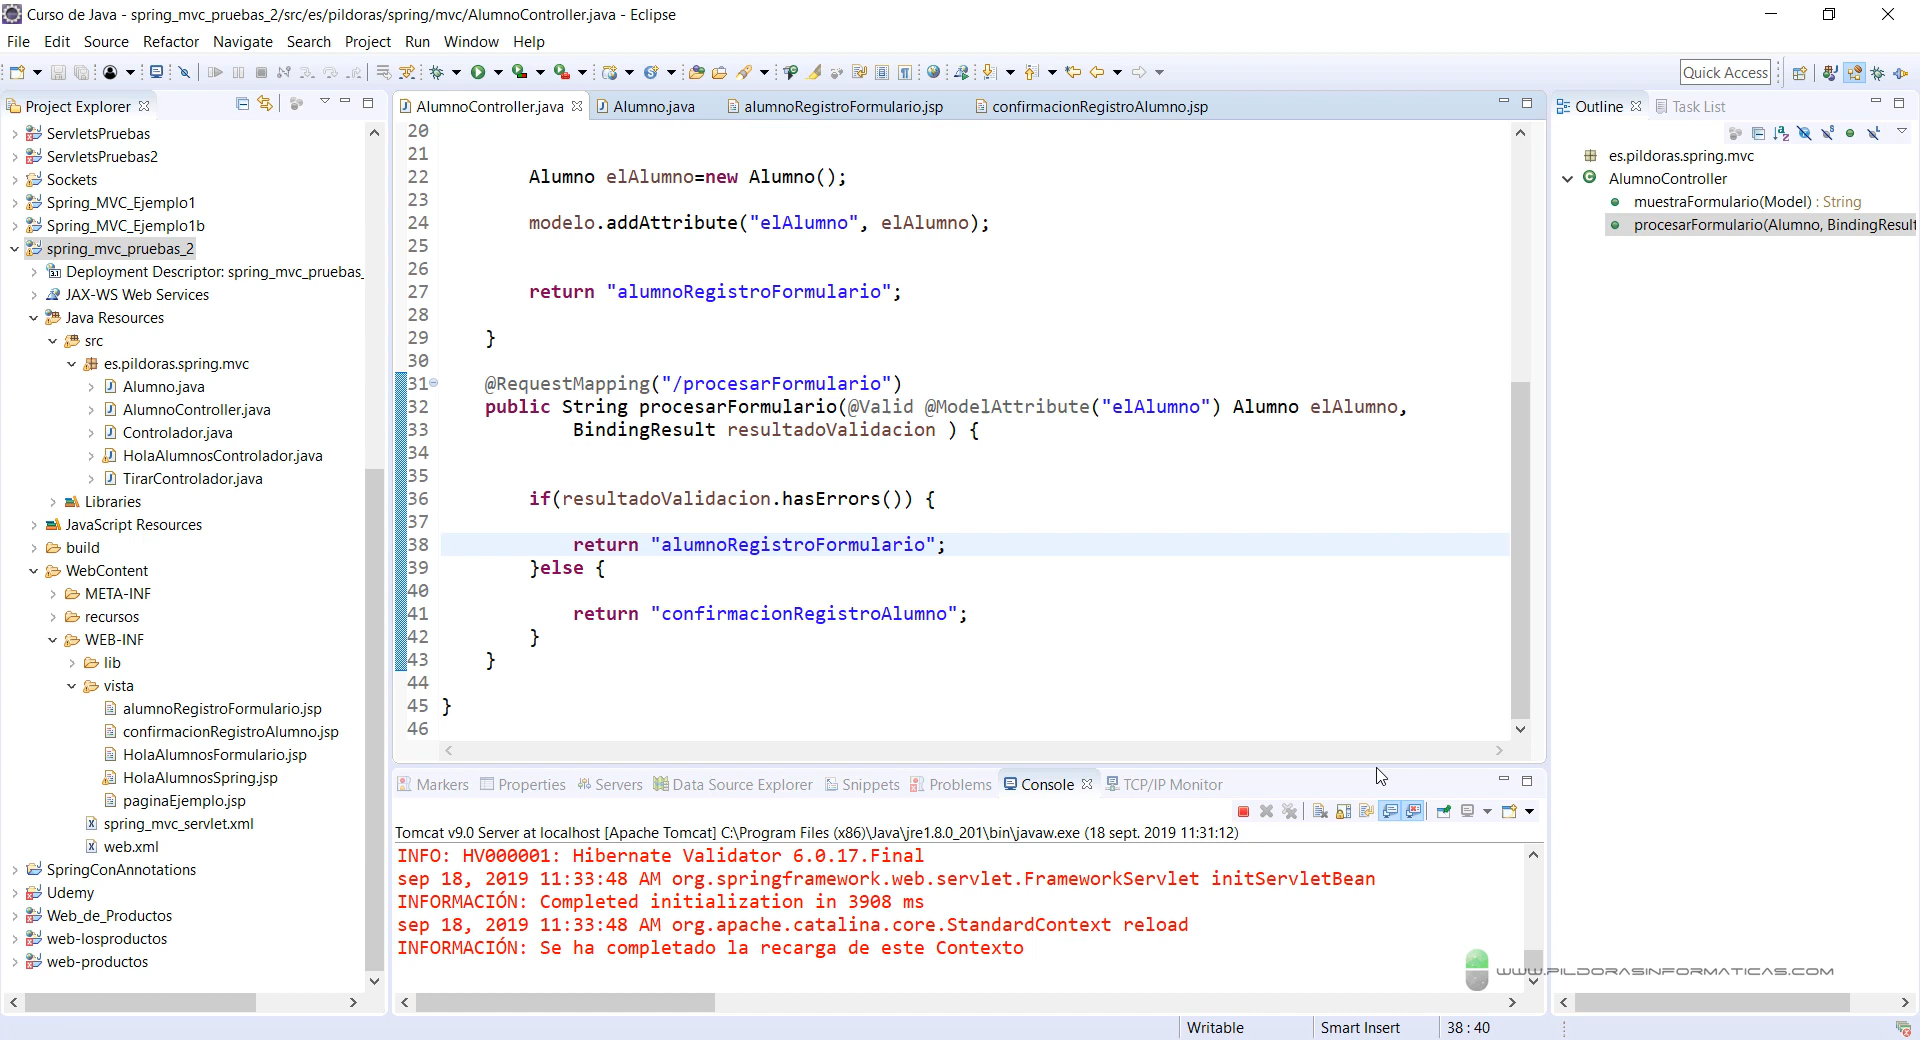 Curso de Java - spring_mvc_pruebas_2/src/es/pildoras/spring/mvc/AlumnoController.java - Eclipse
File Edit Source Refactor Navigate Search Project Run Window Help
Quick Access
Project Explorer
ServletsPruebas
ServletsPruebas2
Sockets
Spring_MVC_Ejemplo1
Spring_MVC_Ejemplo1b
spring_mvc_pruebas_2
Deployment Descriptor: spring_mvc_pruebas_
JAX-WS Web Services
Java Resources
src
es.pildoras.spring.mvc
Alumno.java
AlumnoController.java
Controlador.java
HolaAlumnosControlador.java
TirarControlador.java
Libraries
JavaScript Resources
build
WebContent
META-INF
recursos
WEB-INF
lib
vista
alumnoRegistroFormulario.jsp
confirmacionRegistroAlumno.jsp
HolaAlumnosFormulario.jsp
HolaAlumnosSpring.jsp
paginaEjemplo.jsp
spring_mvc_servlet.xml
web.xml
SpringConAnnotations
Udemy
Web_de_Productos
web-losproductos
web-productos
AlumnoController.java Alumno.java alumnoRegistroFormulario.jsp confirmacionRegistroAlumno.jsp
20
21
22 Alumno elAlumno=new Alumno();
23
24 modelo.addAttribute("elAlumno", elAlumno);
25
26
27 return "alumnoRegistroFormulario";
28
29 }
30
31 @RequestMapping("/procesarFormulario")
32 public String procesarFormulario(@Valid @ModelAttribute("elAlumno") Alumno elAlumno,
33 BindingResult resultadoValidacion ) {
34
35
36 if(resultadoValidacion.hasErrors()) {
37
38 return "alumnoRegistroFormulario";
39 }else {
40
41 return "confirmacionRegistroAlumno";
42 }
43 }
44
45 }
46
Markers Properties Servers Data Source Explorer Snippets Problems Console TCP/IP Monitor
Tomcat v9.0 Server at localhost [Apache Tomcat] C:\Program Files (x86)\Java\jre1.8.0_201\bin\javaw.exe (18 sept. 2019 11:31:12)
INFO: HV000001: Hibernate Validator 6.0.17.Final
sep 18, 2019 11:33:48 AM org.springframework.web.servlet.FrameworkServlet initServletBean
INFORMACIÓN: Completed initialization in 3908 ms
sep 18, 2019 11:33:48 AM org.apache.catalina.core.StandardContext reload
INFORMACIÓN: Se ha completado la recarga de este Contexto
Outline Task List
es.pildoras.spring.mvc
AlumnoController
muestraFormulario(Model) : String
procesarFormulario(Alumno, BindingResult
WWW.PILDORASINFORMATICAS.COM
Writable Smart Insert 38 : 40